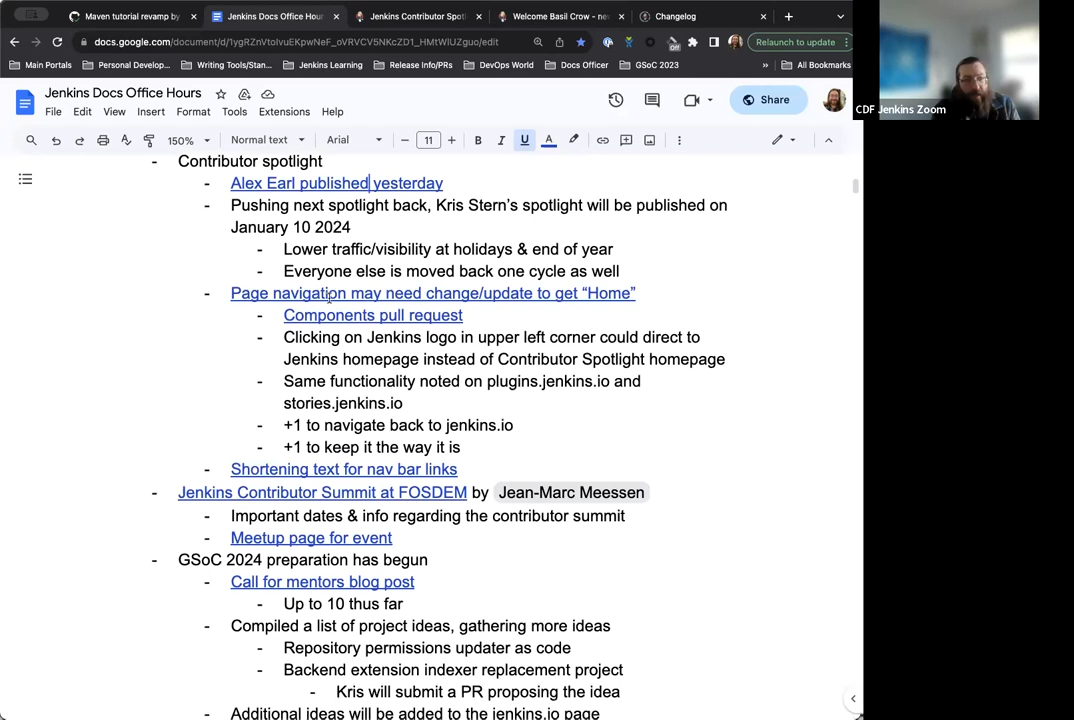 Maven tutorial revamp by
Jenkins Docs Office Hour
Jenkins Contributor Spotl
Welcome Basil Crow - ne
Changelog
docs.google.com/document/d/1ygRZnVtoIvuEKpwNeF_oVRVCV5NKcZD1_HMtWlUZguo/edit
Off
Relaunch to update
Main Portals
Personal Develop...
Writing Tools/Stan...
Jenkins Learning
Release Info/PRs
DevOps World
Docs Officer
GSoC 2023
»
All Bookmarks
CDF Jenkins Zoom
Jenkins Docs Office Hours
File Edit View Insert Format Tools Extensions Help
Share
150% Normal text Arial 11 B I U A
- Contributor spotlight
- Alex Earl published yesterday
- Pushing next spotlight back, Kris Stern’s spotlight will be published on
January 10 2024
- Lower traffic/visibility at holidays & end of year
- Everyone else is moved back one cycle as well
- Page navigation may need change/update to get “Home”
- Components pull request
- Clicking on Jenkins logo in upper left corner could direct to
Jenkins homepage instead of Contributor Spotlight homepage
- Same functionality noted on plugins.jenkins.io and
stories.jenkins.io
- +1 to navigate back to jenkins.io
- +1 to keep it the way it is
- Shortening text for nav bar links
- Jenkins Contributor Summit at FOSDEM by Jean-Marc Meessen
- Important dates & info regarding the contributor summit
- Meetup page for event
- GSoC 2024 preparation has begun
- Call for mentors blog post
- Up to 10 thus far
- Compiled a list of project ideas, gathering more ideas
- Repository permissions updater as code
- Backend extension indexer replacement project
- Kris will submit a PR proposing the idea
- Additional ideas will be added to the jenkins.io page